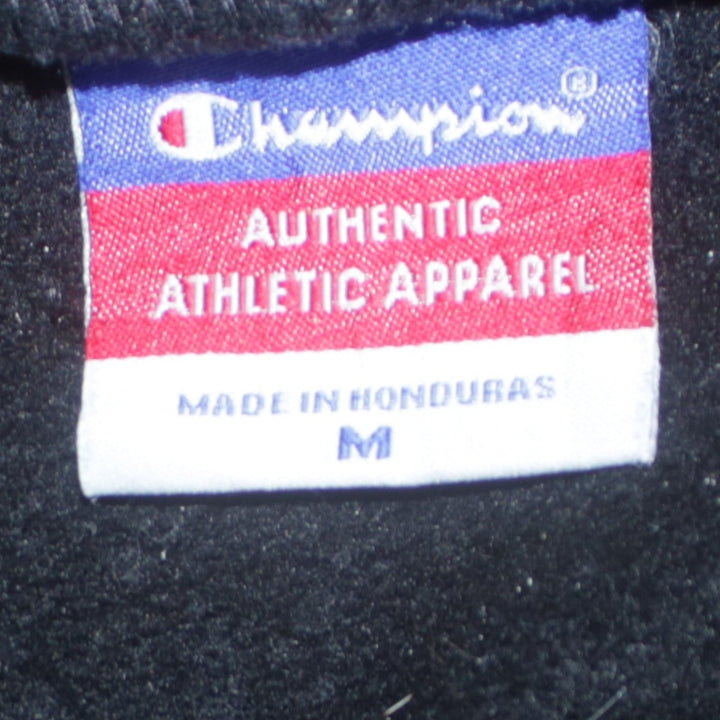 Champion®
AUTHENTIC
ATHLETIC APPAREL
MADE IN HONDURAS
M